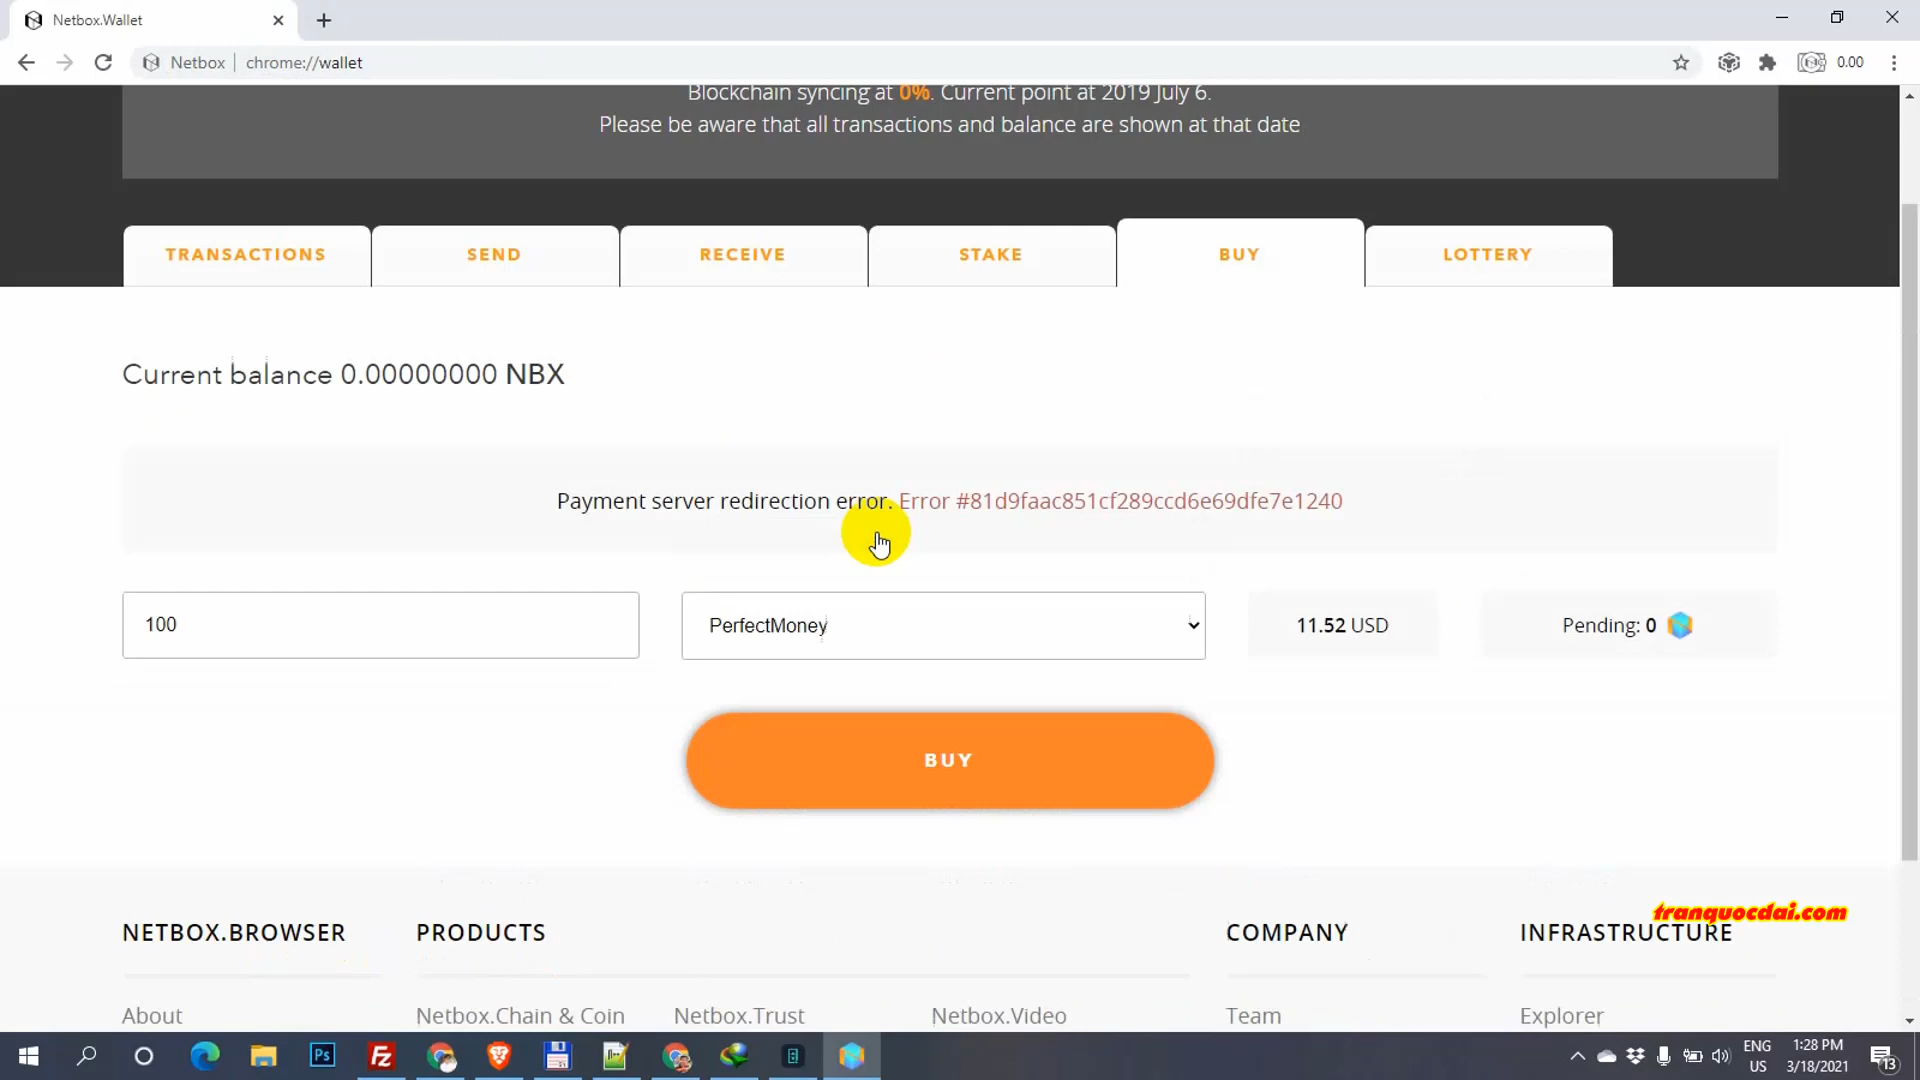 Netbox.Wallet
Netbox
chrome://wallet
0.00
Blockchain syncing at 0%. Current point at 2019 July 6.
Please be aware that all transactions and balance are shown at that date
TRANSACTIONS
SEND
RECEIVE
STAKE
BUY
LOTTERY
Current balance 0.00000000 NBX
Payment server redirection error. Error #81d9faac851cf289ccd6e69dfe7e1240
100
PerfectMoney
11.52 USD
Pending: 0
BUY
tranquocdai.com
NETBOX.BROWSER
PRODUCTS
COMPANY
INFRASTRUCTURE
About
Netbox.Chain & Coin
Netbox.Trust
Netbox.Video
Team
Explorer
Ps
Fz
ENG
US
1:28 PM
3/18/2021
13